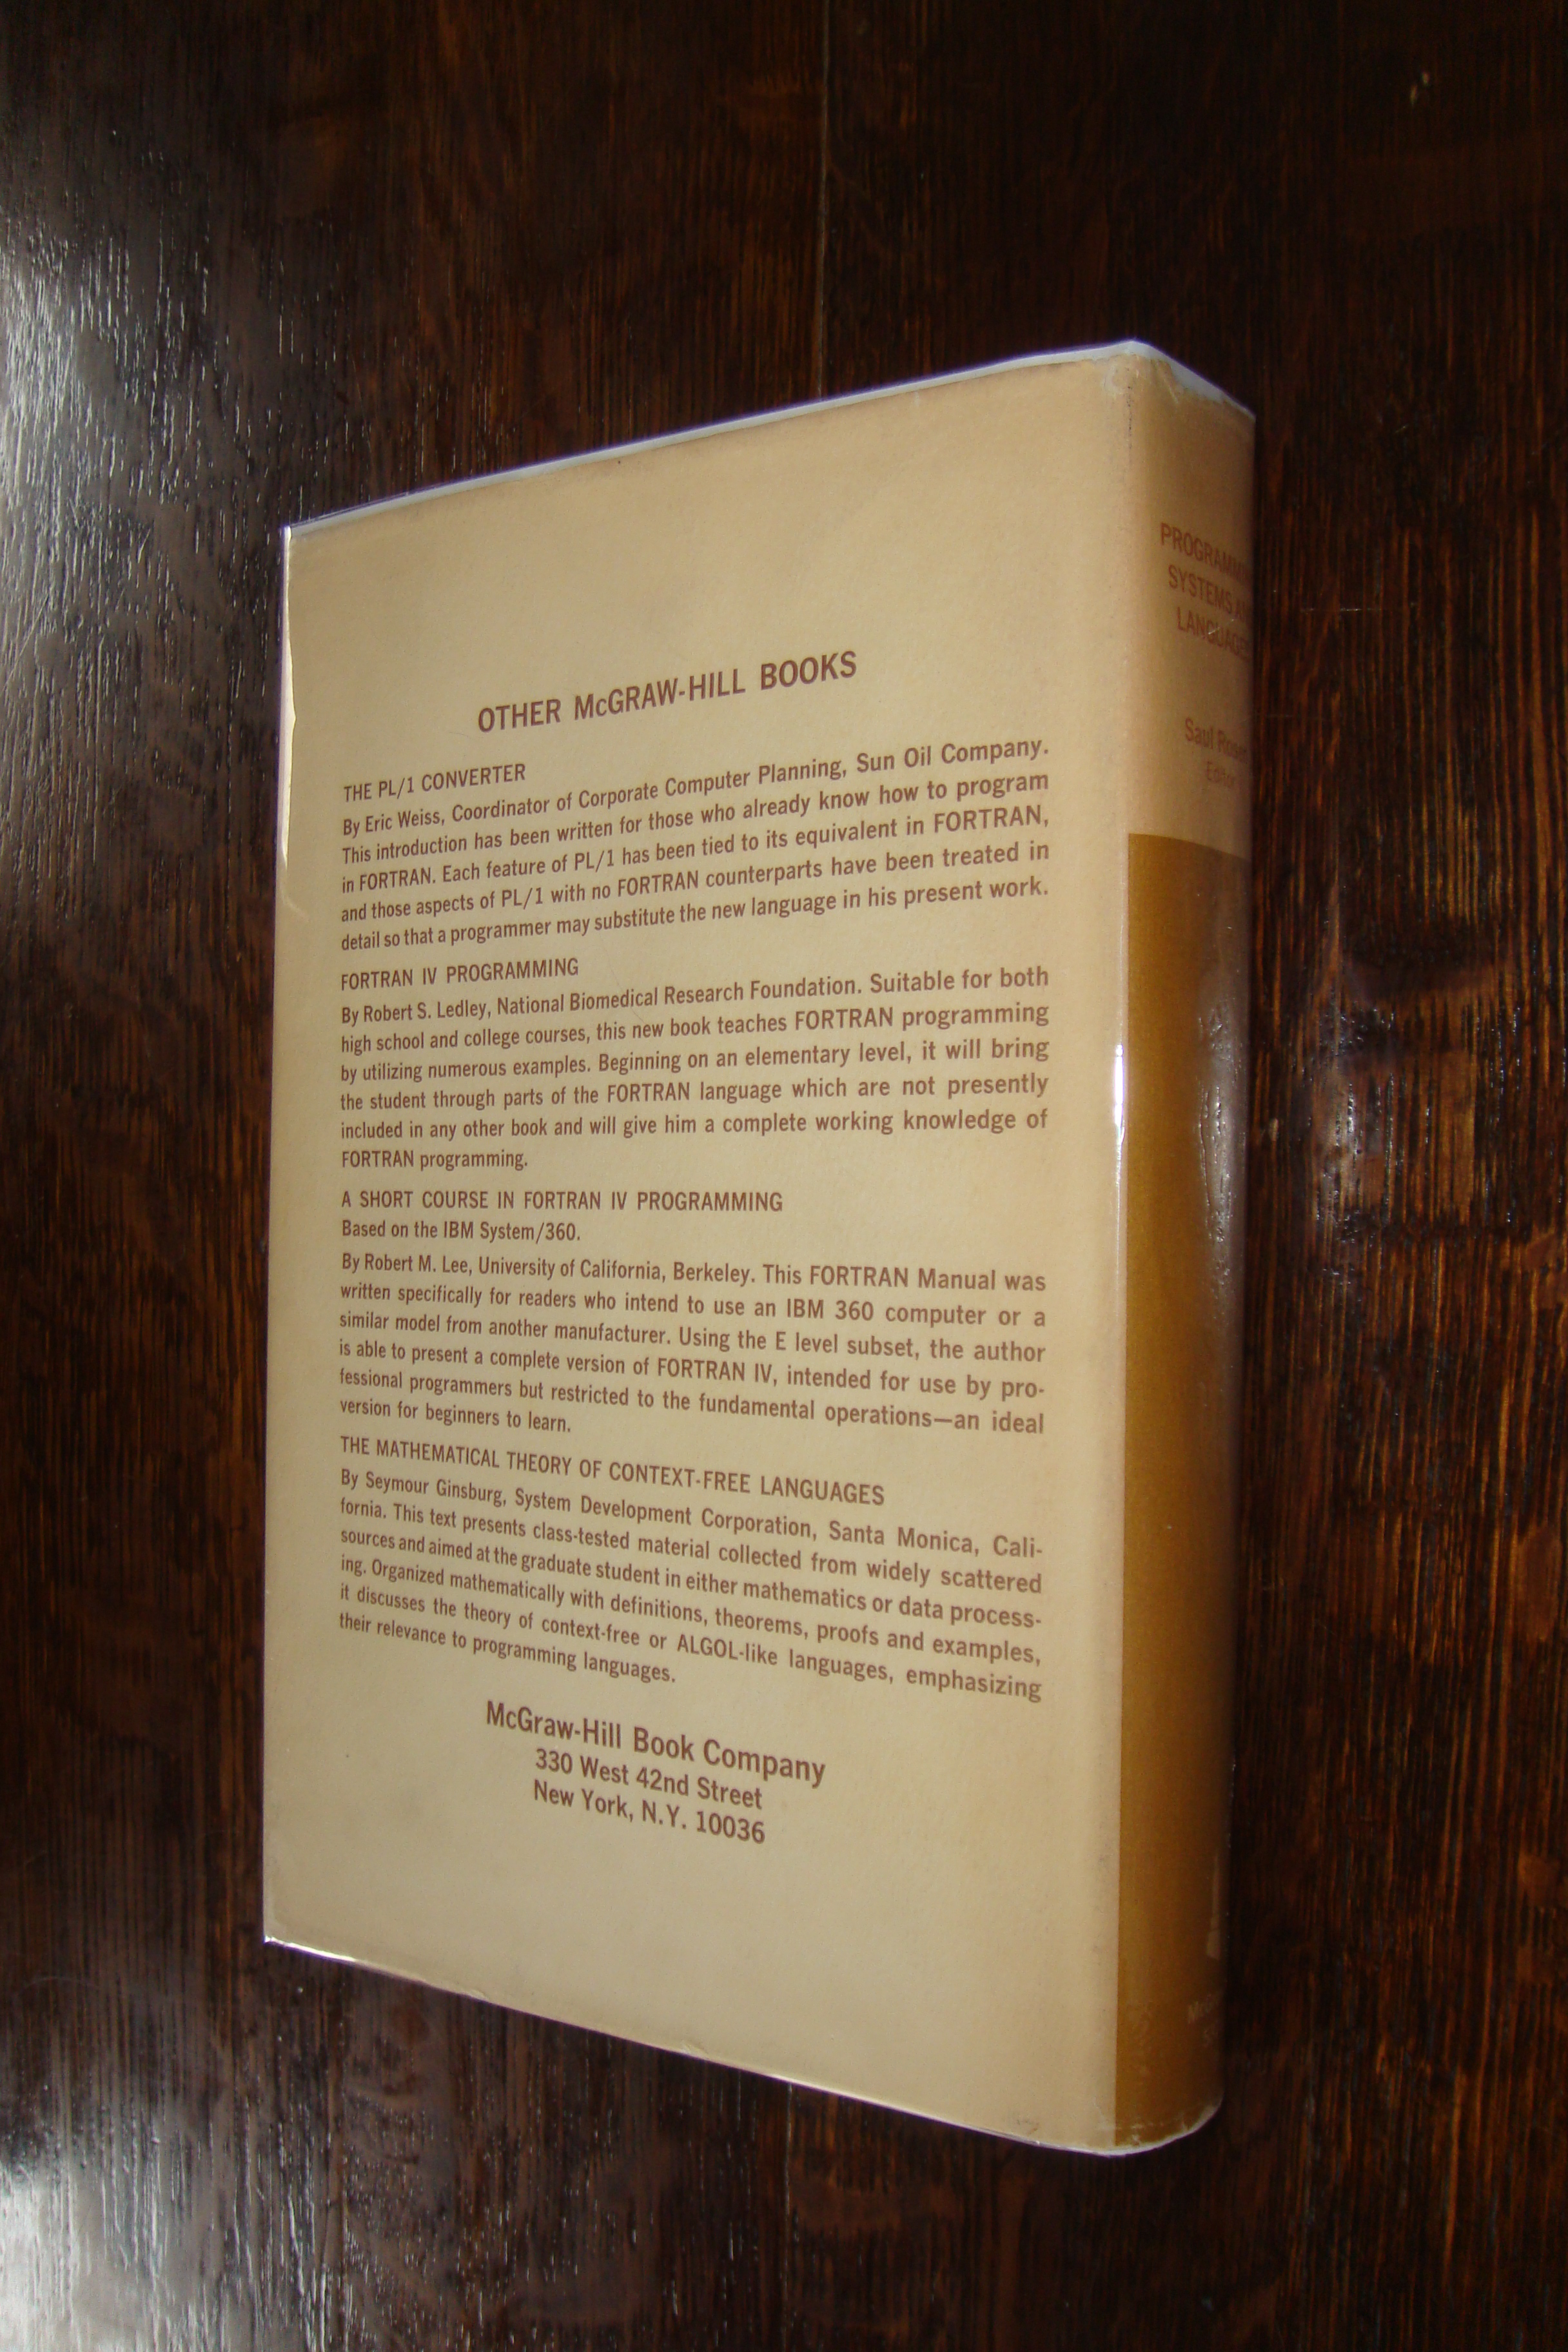 OTHER McGRAW-HILL BOOKS
THE PL/1 CONVERTER
By Eric Weiss, Coordinator of Corporate Computer Planning, Sun Oil Company.
This introduction has been written for those who already know how to program
in FORTRAN. Each feature of PL/1 has been tied to its equivalent in FORTRAN,
and those aspects of PL/1 with no FORTRAN counterparts have been treated in
detail so that a programmer may substitute the new language in his present work.
FORTRAN IV PROGRAMMING
By Robert S. Ledley, National Biomedical Research Foundation. Suitable for both
high school and college courses, this new book teaches FORTRAN programming
by utilizing numerous examples. Beginning on an elementary level, it will bring
the student through parts of the FORTRAN language which are not presently
included in any other book and will give him a complete working knowledge of
FORTRAN programming.
A SHORT COURSE IN FORTRAN IV PROGRAMMING
Based on the IBM System/360.
By Robert M. Lee, University of California, Berkeley. This FORTRAN Manual was
written specifically for readers who intend to use an IBM 360 computer or a
similar model from another manufacturer. Using the E level subset, the author
is able to present a complete version of FORTRAN IV, intended for use by pro-
fessional programmers but restricted to the fundamental operations—an ideal
version for beginners to learn.
THE MATHEMATICAL THEORY OF CONTEXT-FREE LANGUAGES
By Seymour Ginsburg, System Development Corporation, Santa Monica, Cali-
fornia. This text presents class-tested material collected from widely scattered
sources and aimed at the graduate student in either mathematics or data process-
ing. Organized mathematically with definitions, theorems, proofs and examples,
it discusses the theory of context-free or ALGOL-like languages, emphasizing
their relevance to programming languages.
McGraw-Hill Book Company
330 West 42nd Street
New York, N.Y. 10036
SYSTEMS
Saul